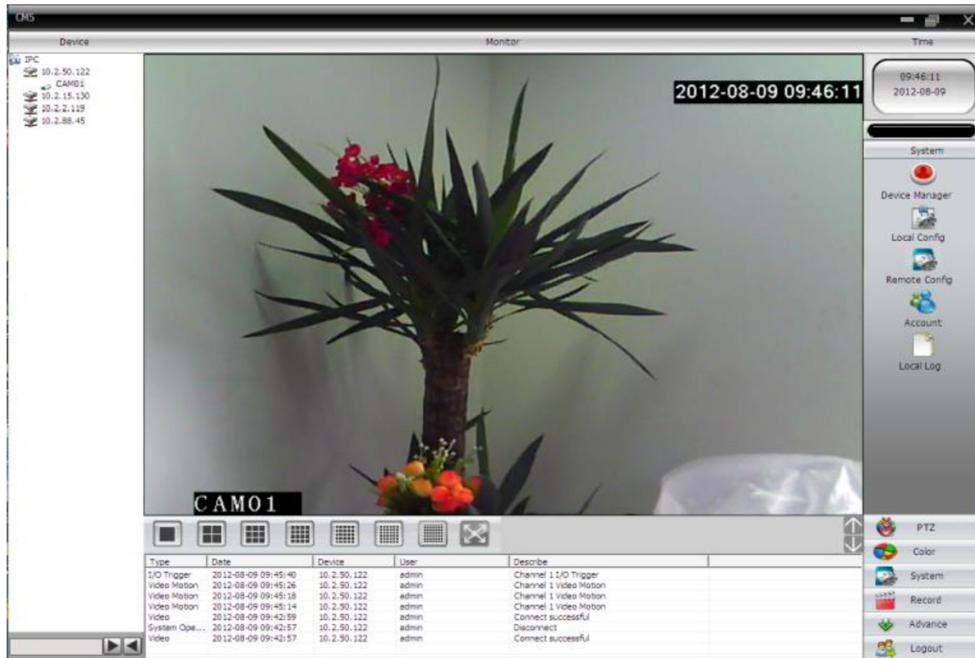 CMS
Device
Monitor
Time
IPC
10.2.50.122
CAM01
10.2.15.130
10.2.2.119
10.2.88.45
2012-08-09 09:46:11
09:46:11
2012-08-09
System
Device Manager
Local Config
Remote Config
Account
Local Log
CAM01
PTZ
Color
System
Record
Advance
Logout
Type Date Device User Describe
I/O Trigger 2012-08-09 09:45:40 10.2.50.122 admin Channel 1 I/O Trigger
Video Motion 2012-08-09 09:45:26 10.2.50.122 admin Channel 1 Video Motion
Video Motion 2012-08-09 09:45:18 10.2.50.122 admin Channel 1 Video Motion
Video Motion 2012-08-09 09:45:14 10.2.50.122 admin Channel 1 Video Motion
Video 2012-08-09 09:42:59 10.2.50.122 admin Connect successful
System Ope... 2012-08-09 09:42:57 10.2.50.122 admin Disconnect
Video 2012-08-09 09:42:57 10.2.50.122 admin Connect successful